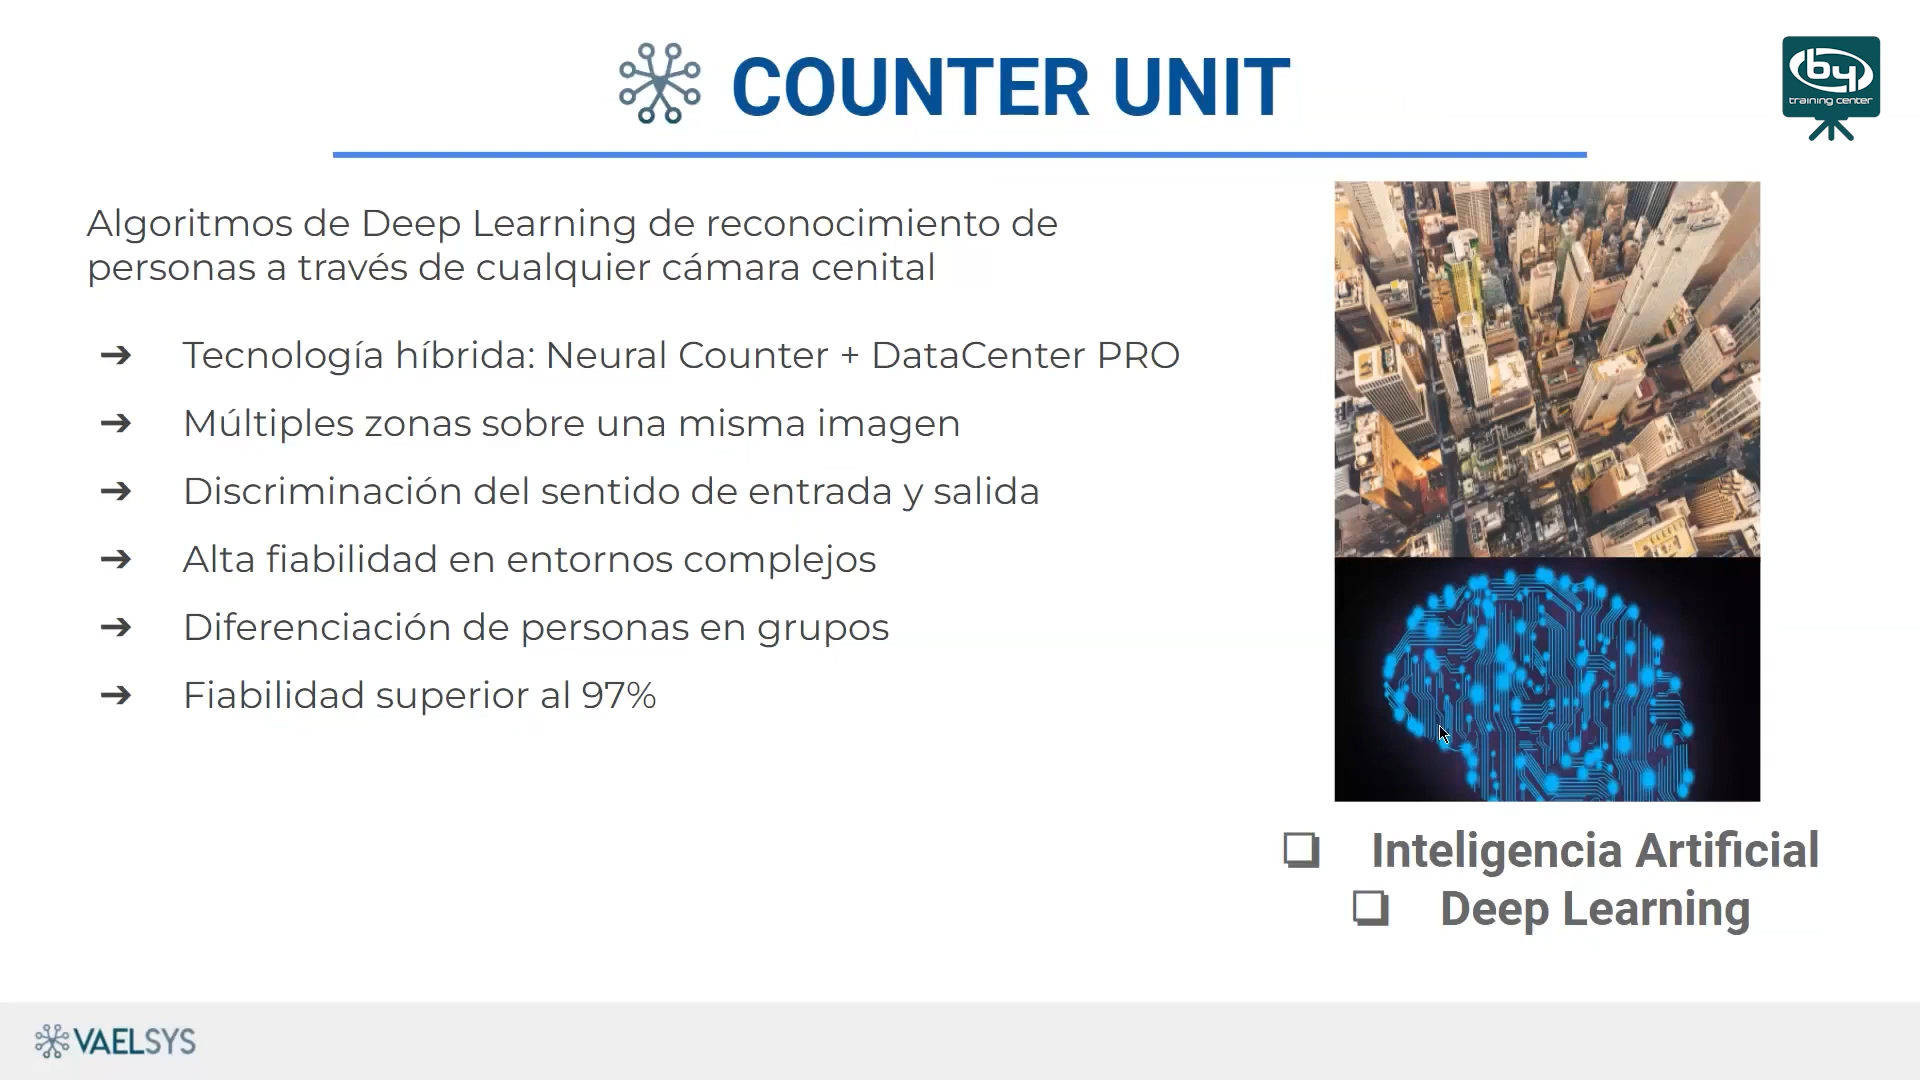 COUNTER UNIT
by
training center
Algoritmos de Deep Learning de reconocimiento de
personas a través de cualquier cámara cenital
➔ Tecnología híbrida: Neural Counter + DataCenter PRO
➔ Múltiples zonas sobre una misma imagen
➔ Discriminación del sentido de entrada y salida
➔ Alta fiabilidad en entornos complejos
➔ Diferenciación de personas en grupos
➔ Fiabilidad superior al 97%
❏ Inteligencia Artificial
❏ Deep Learning
VAELSYS